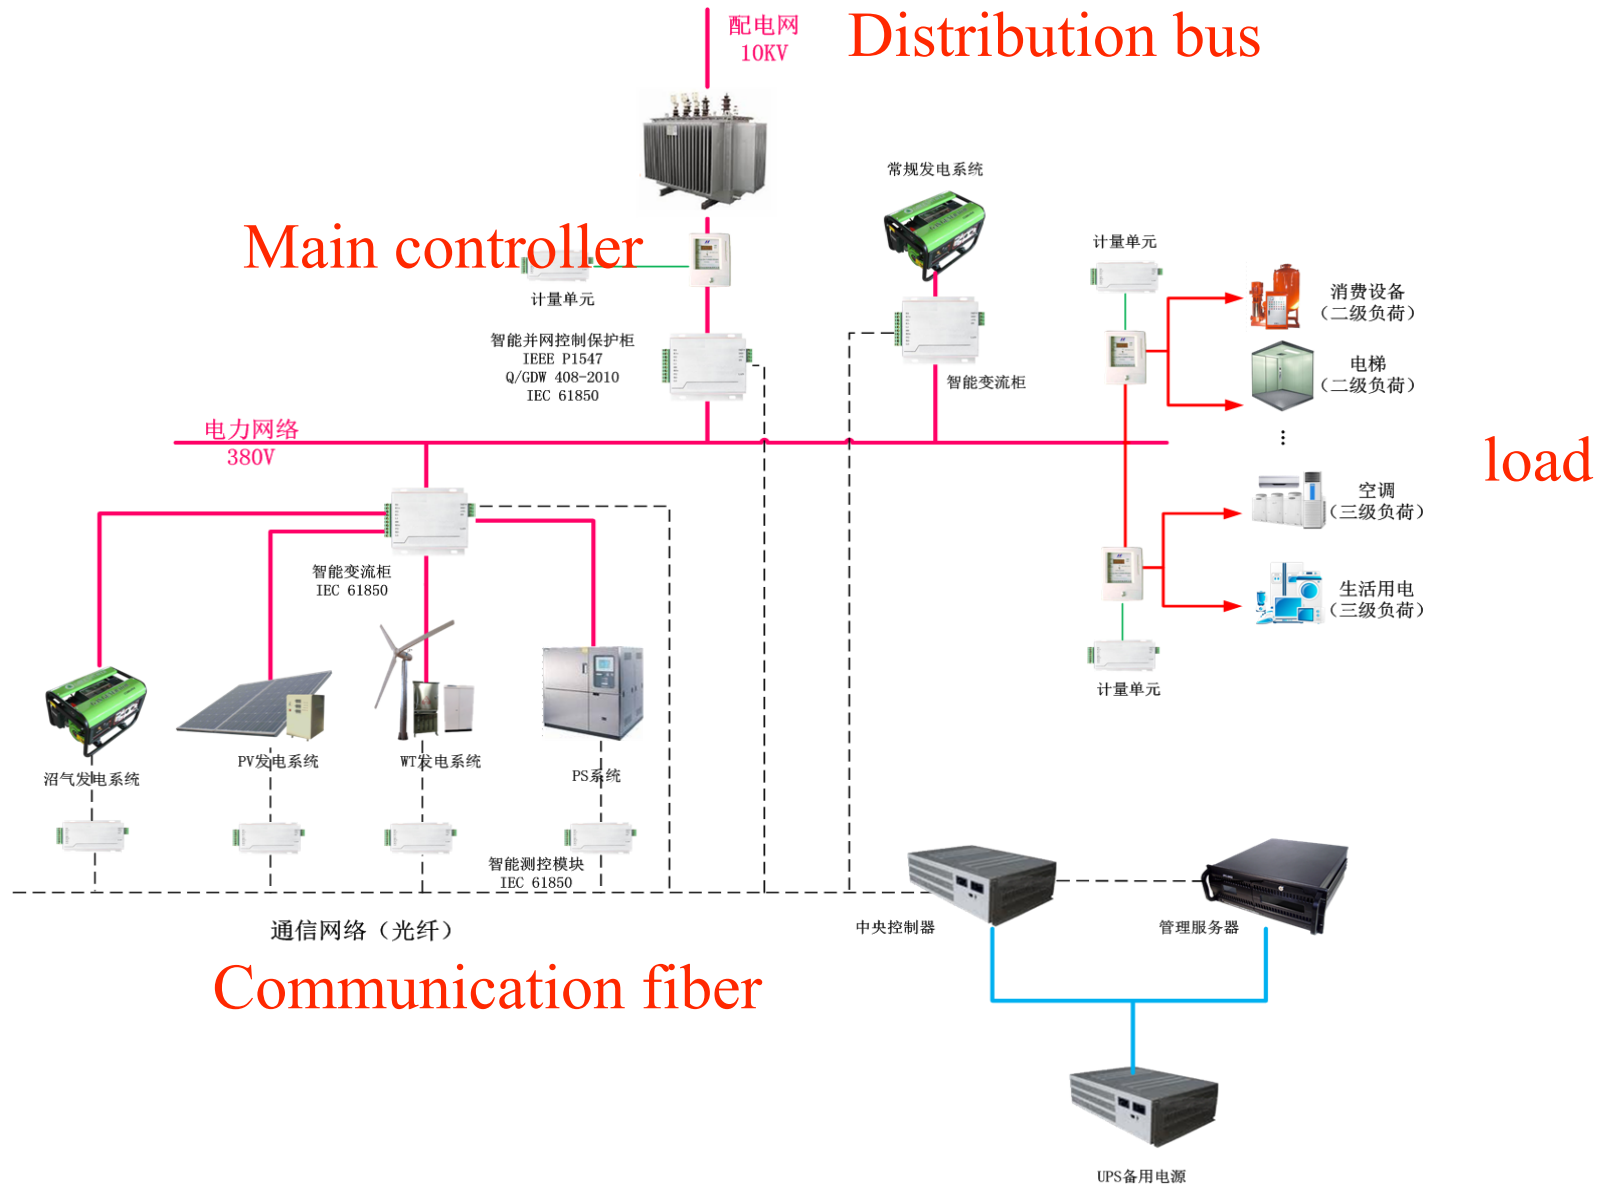 配电网
10KV
Distribution bus
常规发电系统
Main controller
计量单元
计量单元
消费设备
（二级负荷）
智能并网控制保护柜
IEEE P1547
Q/GDW 408-2010
IEC 61850
电梯
（二级负荷）
智能变流柜
电力网络
380V
load
空调
（三级负荷）
智能变流柜
IEC 61850
生活用电
（三级负荷）
计量单元
沼气发电系统
PV发电系统
WT发电系统
PS系统
智能测控模块
IEC 61850
通信网络（光纤）
Communication fiber
中央控制器
管理服务器
UPS备用电源